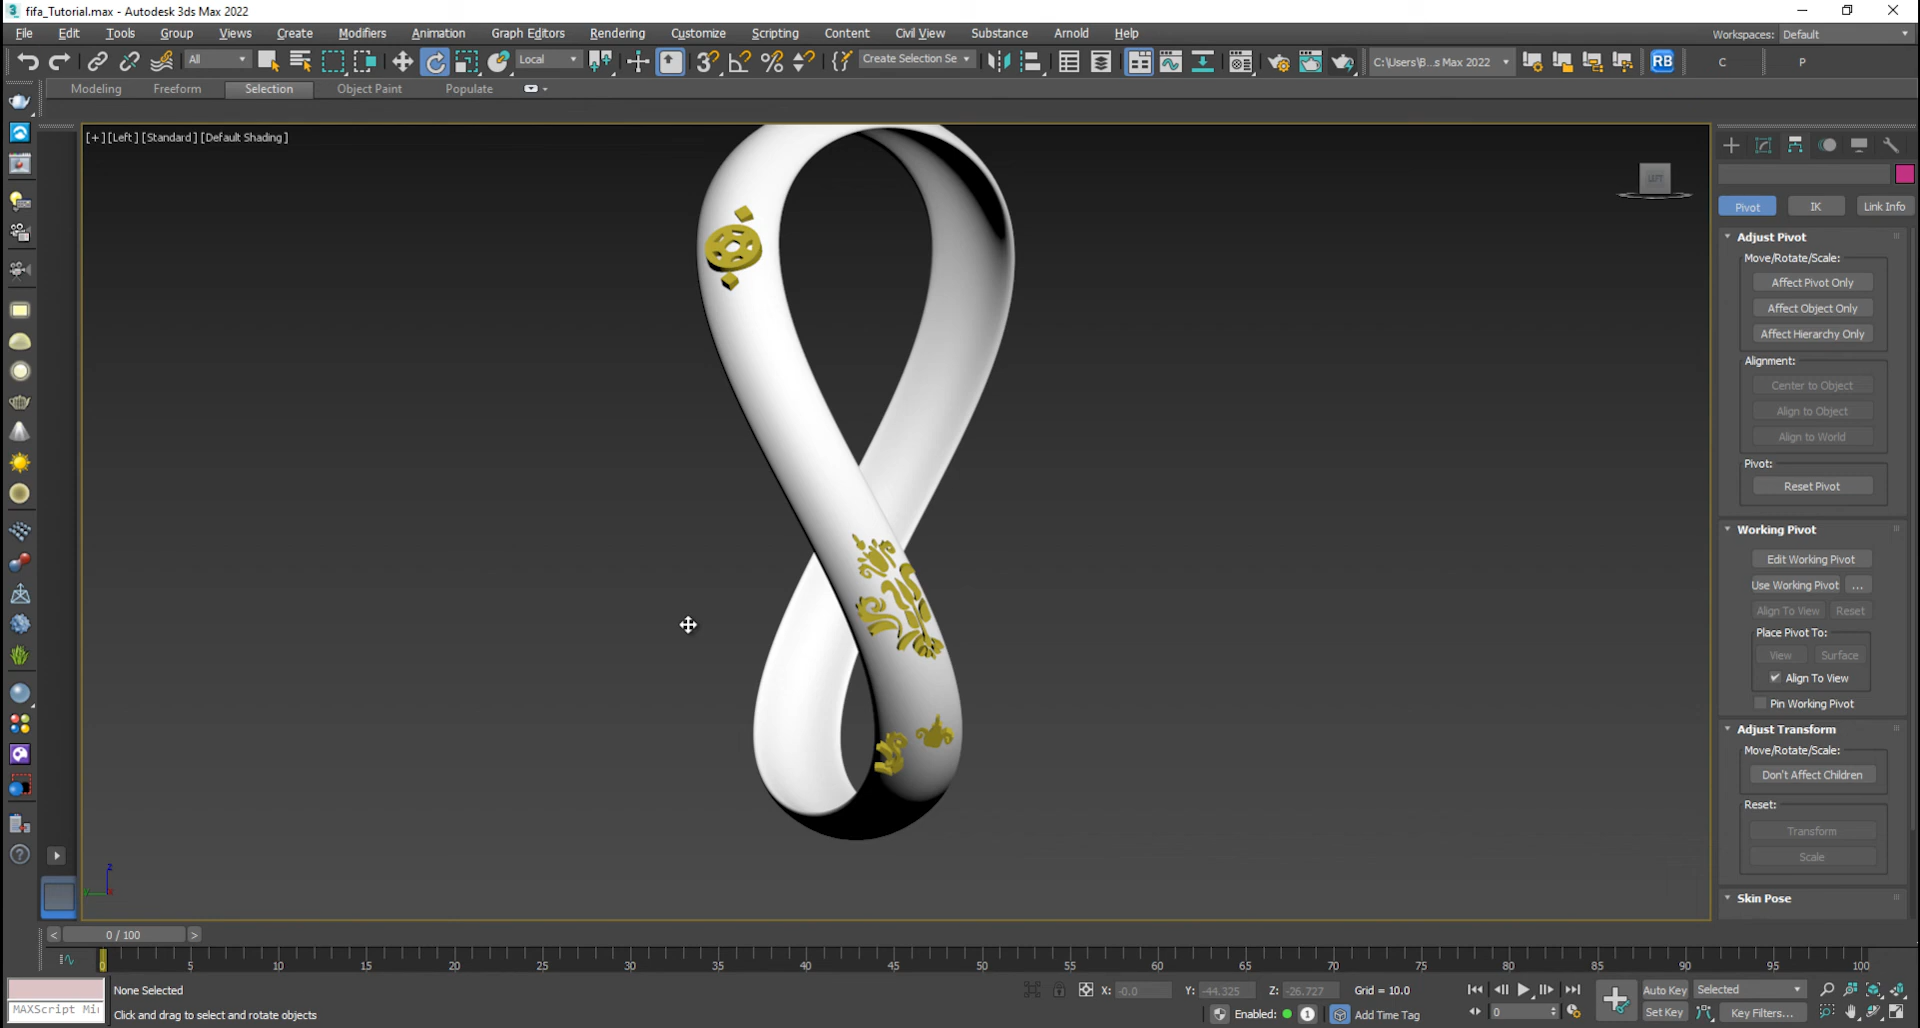 fifa_Tutorial.max - Autodesk 3ds Max 2022
File Edit Tools Group Views Create Modifiers Animation Graph Editors Rendering Customize Scripting Content Civil View Substance Arnold Help
Workspaces: Default
All
Local
Create Selection Se
C:\Users\B...s Max 2022
RB
C
P
Modeling Freeform Selection Object Paint Populate
[+] [Left] [Standard] [Default Shading]
LEFT
Pivot IK Link Info
Adjust Pivot
Move/Rotate/Scale:
Affect Pivot Only
Affect Object Only
Affect Hierarchy Only
Alignment:
Center to Object
Align to Object
Align to World
Pivot:
Reset Pivot
Working Pivot
Edit Working Pivot
Use Working Pivot ...
Align To View Reset
Place Pivot To:
View Surface
Align To View
Pin Working Pivot
Adjust Transform
Move/Rotate/Scale:
Don't Affect Children
Reset:
Transform
Scale
Skin Pose
z
< 0 / 100 >
0 5 10 15 20 25 30 35 40 45 50 55 60 65 70 75 80 85 90 95 100
None Selected
X: -0.0 Y: -44.325 Z: -26.727 Grid = 10.0
Auto Key Selected
MAXScript Mi
Click and drag to select and rotate objects
Enabled: 1 Add Time Tag
0
Set Key Key Filters...